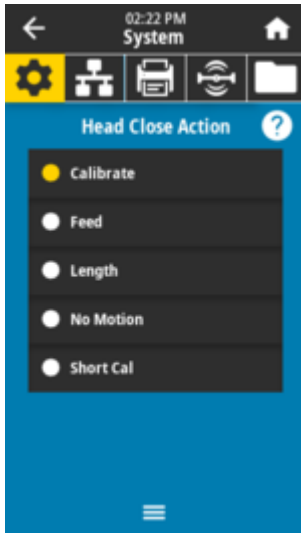 02:22 PM
System
Head Close Action
?
Calibrate
Feed
Length
No Motion
Short Cal